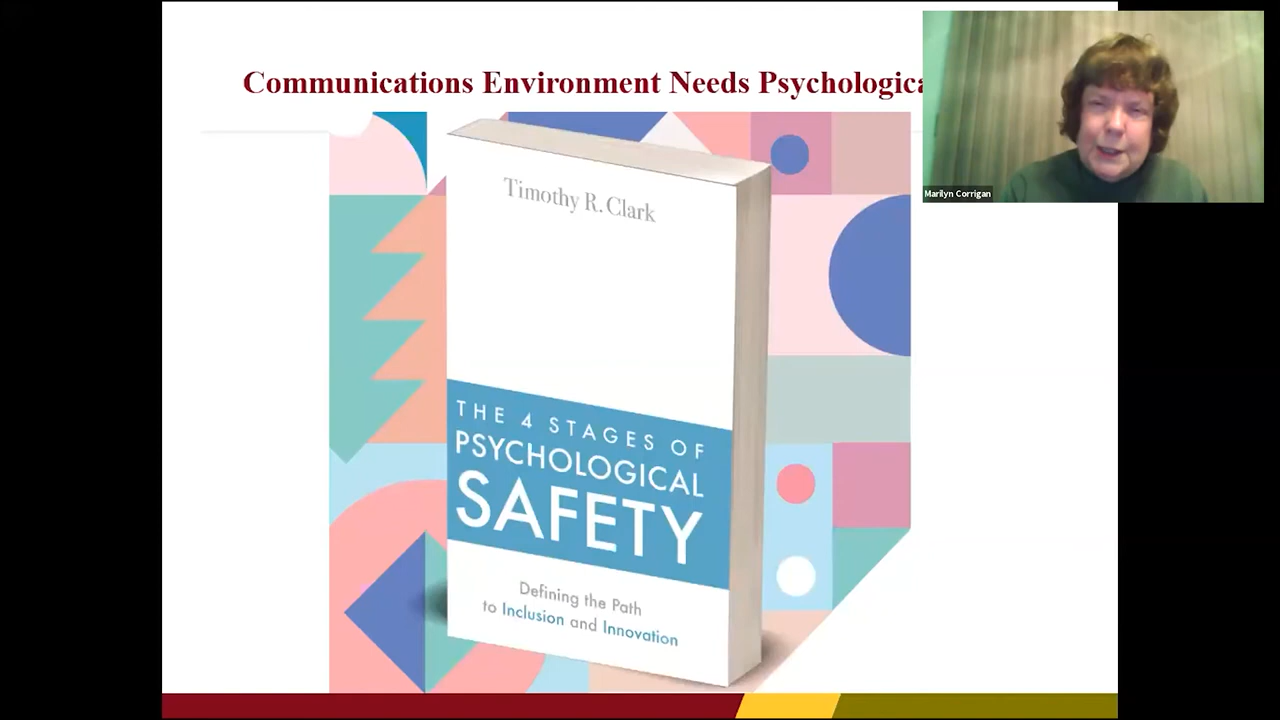 Communications Environment Needs Psychologica
Marilyn Corrigan
Timothy R. Clark
THE 4 STAGES OF
PSYCHOLOGICAL
SAFETY
Defining the Path
to Inclusion and Innovation